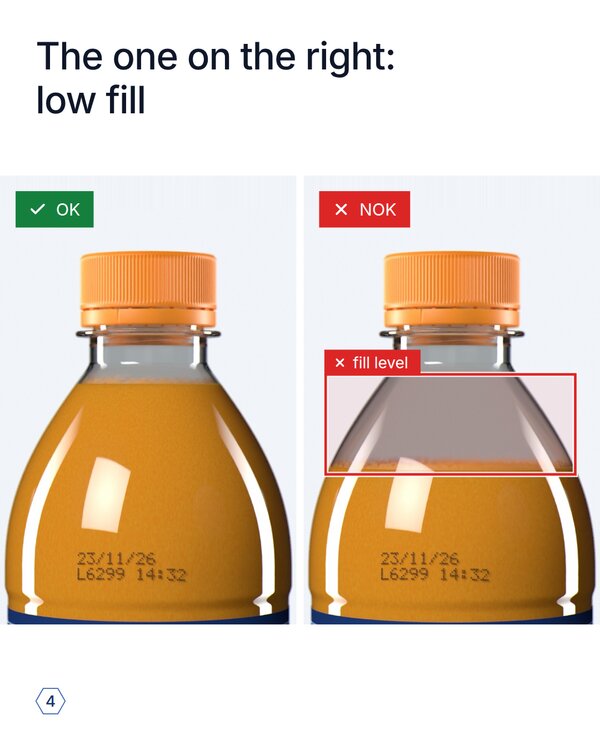 The one on the right:
low fill
OK
NOK
fill level
23/11/26
L6299 14:32
23/11/26
L6299 14:32
4